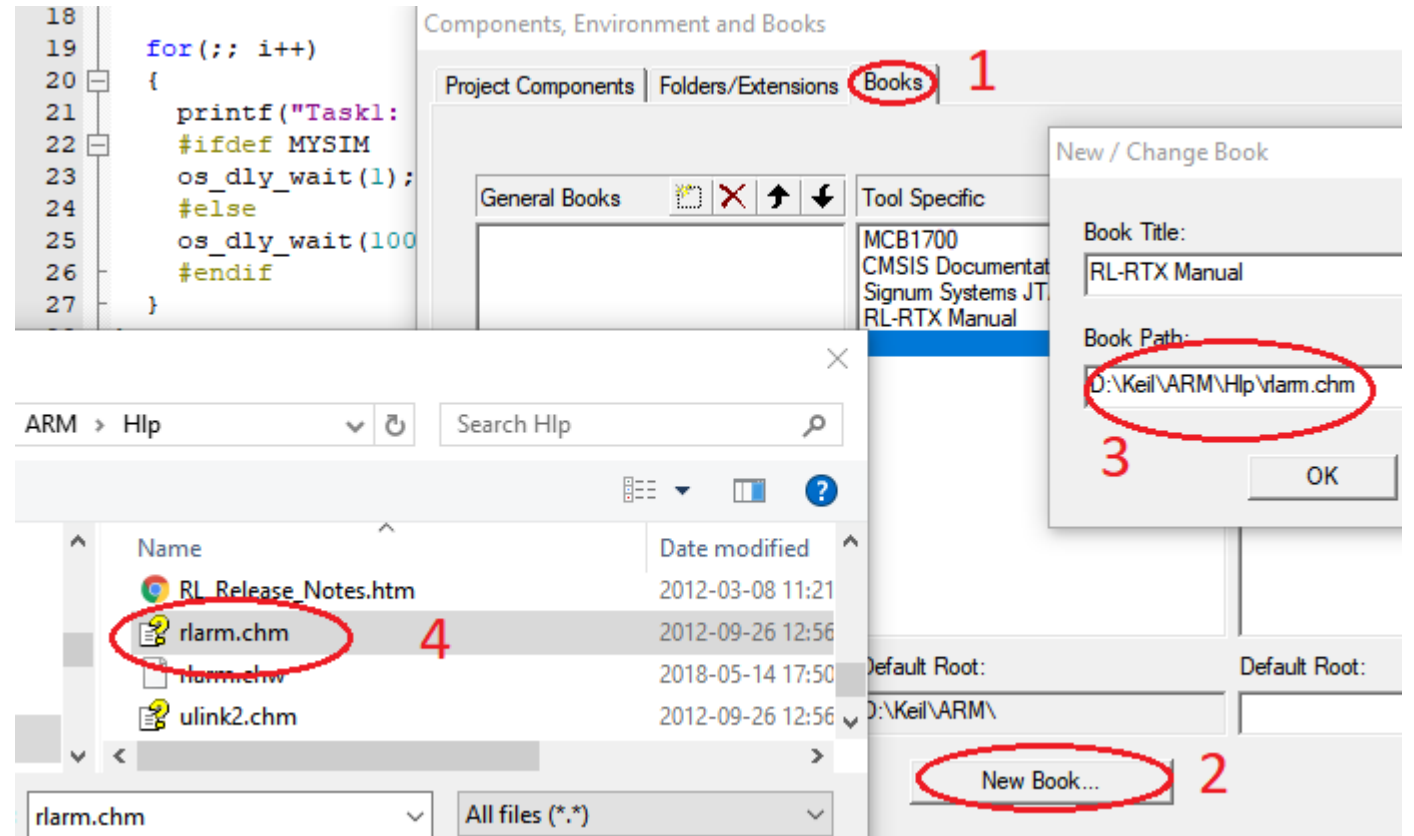 18
19 for(;; i++)
20 {
21 printf("Task1:
22 #ifdef MYSIM
23 os_dly_wait(1);
24 #else
25 os_dly_wait(100
26 #endif
27 }
Components, Environment and Books
Project Components Folders/Extensions Books 1
General Books
Tool Specific
MCB1700
CMSIS Documentat
Signum Systems JT
RL-RTX Manual
New / Change Book
Book Title:
RL-RTX Manual
Book Path:
D:\Keil\ARM\Hlp\rlarm.chm
3
OK
ARM > Hlp
Search Hlp
Name Date modified
RL_Release_Notes.htm 2012-03-08 11:21
rlarm.chm 4 2012-09-26 12:56
rlarm.chw 2018-05-14 17:50
ulink2.chm 2012-09-26 12:56
rlarm.chm All files (*.*)
Default Root:
D:\Keil\ARM\
Default Root:
New Book... 2